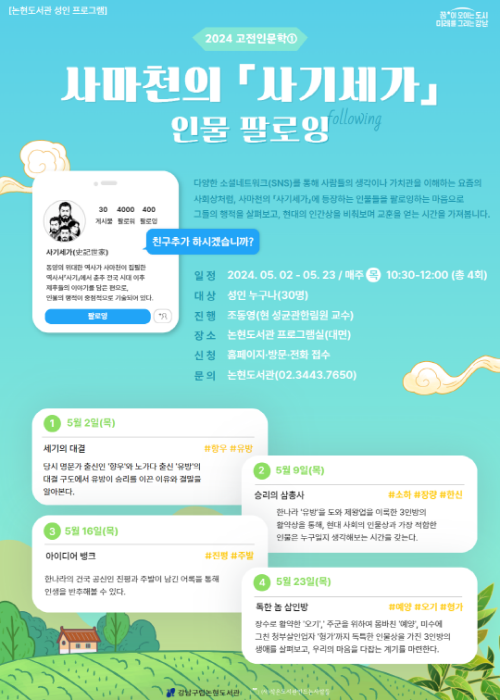 [논현도서관 성인 프로그램]
2024 고전인문학①
사마천의 「사기세가」
인물 팔로잉
following
다양한 소셜네트워크(SNS)를 통해 사람들의 생각이나 가치관을 이해하는 요즘의
사회상처럼, 사마천의 『사기세가』에 등장하는 인물들을 팔로잉하는 마음으로
그들의 행적을 살펴보고, 현대의 인간상을 비춰보며 교훈을 얻는 시간을 가져봅니다.
30 4000 400
게시물 팔로워 팔로잉
사기세가(史記世家)
동양의 위대한 역사가 사마천이 집필한
역사서"사기』에서 춘추 전국 시대 이후
제후들의 이야기를 담은 편으로,
인물의 행적이 중점적으로 기술되어 있다.
팔로잉
친구추가 하시겠습니까?
일 정 2024. 05. 02 - 05. 23 / 매주 목 10:30-12:00 (총 4회)
대 상 성인 누구나(30명)
진 행 조동영(현 성균관한림원 교수)
장 소 논현도서관 프로그램실(대면)
신 청 홈페이지·방문·전화 접수
문 의 논현도서관(02.3443.7650)
1 5월 2일(목)
세기의 대결 #항우 #유방
당시 명문가 출신인 '항우'와 노가다 출신 '유방'의
대결 구도에서 유방이 승리를 이끈 이유와 결말을
알아본다.
2 5월 9일(목)
승리의 삼총사 #소하 #장량 #한신
한나라 '유방'을 도와 제왕업을 이룩한 3인방의
활약상을 통해, 현대 사회의 인물상과 가장 적합한
인물은 누구일지 생각해보는 시간을 갖는다.
3 5월 16일(목)
아이디어 뱅크 #진평 #주발
한나라의 건국 공신인 진평과 주발이 남긴 어록을 통해
인생을 반추해볼 수 있다.
4 5월 23일(목)
독한 놈 삼인방 #예양 #오기 #형가
장수로 활약한 '오기', 주군을 위하여 몸바친 '예양', 미수에
그친 청부살인업자 '형가'까지 독특한 인물상을 가진 3인방의
생애를 살펴보고, 우리의 마음을 다잡는 계기를 마련한다.
강남구립논현도서관